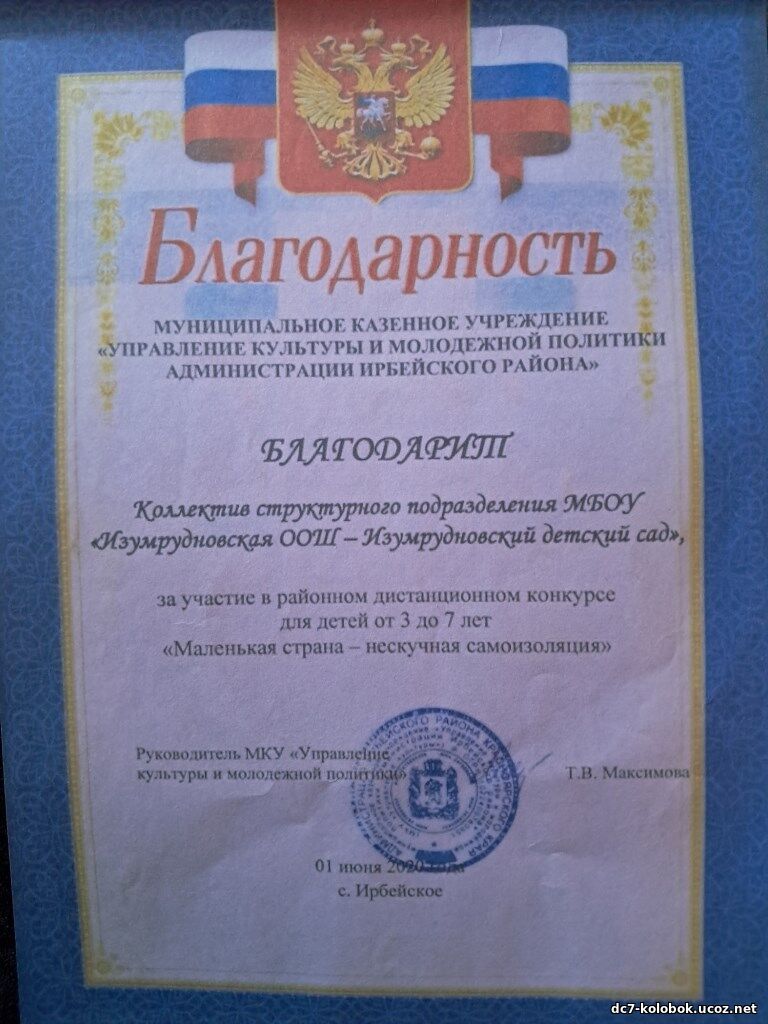 Благодарность
МУНИЦИПАЛЬНОЕ КАЗЕННОЕ УЧРЕЖДЕНИЕ
«УПРАВЛЕНИЕ КУЛЬТУРЫ И МОЛОДЕЖНОЙ ПОЛИТИКИ
АДМИНИСТРАЦИИ ИРБЕЙСКОГО РАЙОНА»
БЛАГОДАРИТ
Коллектив структурного подразделения МБОУ
«Изумрудновская ООШ – Изумрудновский детский сад»,
за участие в районном дистанционном конкурсе
для детей от 3 до 7 лет
«Маленькая страна – нескучная самоизоляция»
Руководитель МКУ «Управление
культуры и молодежной политики»
Т.В. Максимова
01 июня 2020 года
с. Ирбейское
dc7-kolobok.ucoz.net